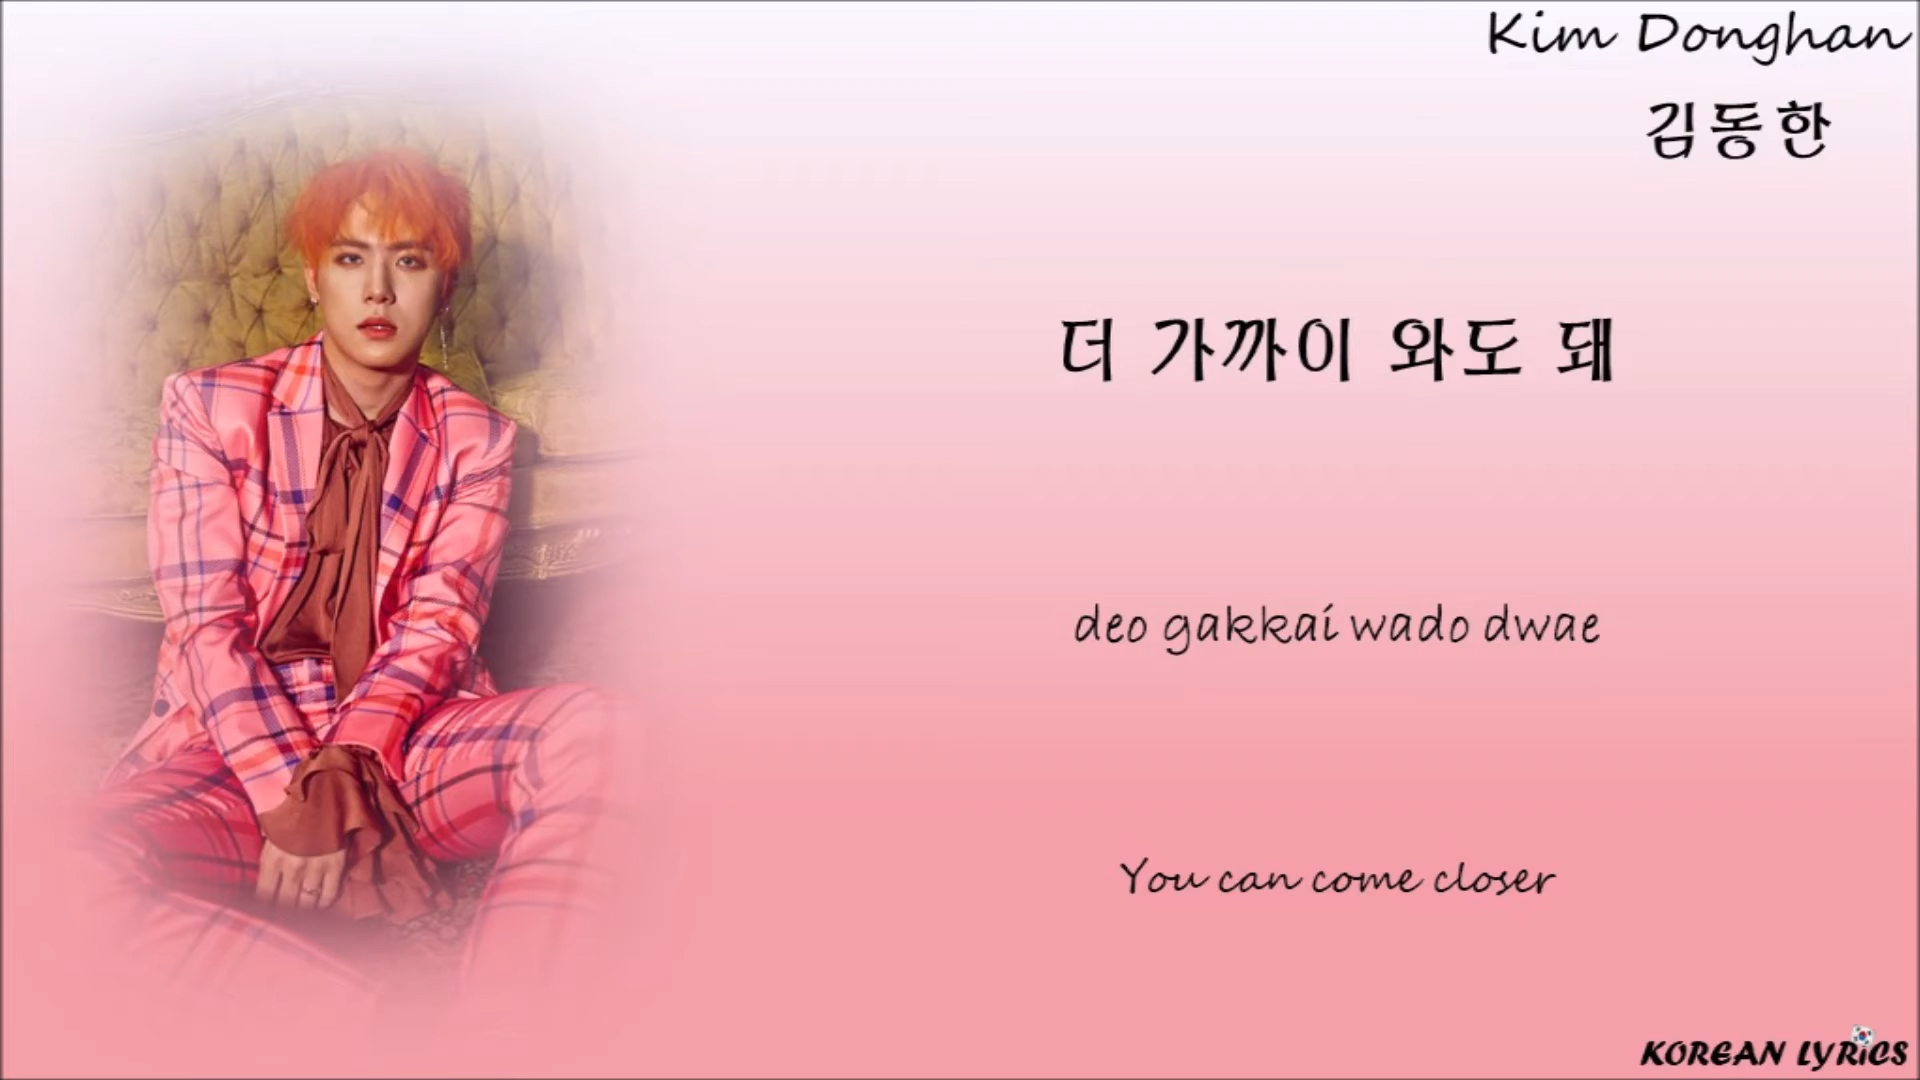 Kim Donghan
김동한
더 가까이 와도 돼
deo gakkai wado dwae
You can come closer
KOREAN LYRICS